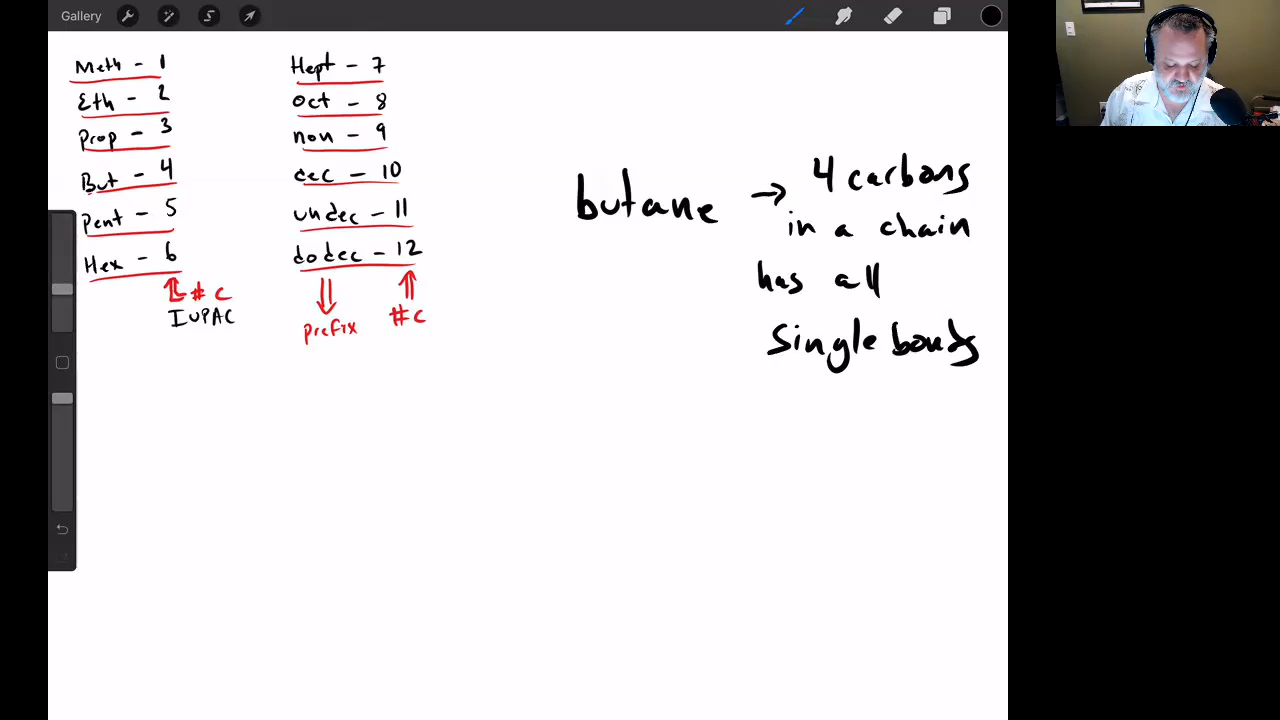 Gallery
Meth - 1
Eth - 2
Prop - 3
But - 4
Pent - 5
Hex - 6
# C
IUPAC
Hept - 7
Oct - 8
non - 9
dec - 10
undec - 11
dodec - 12
prefix
# C
butane → 4 carbons
in a chain
has all
single bonds